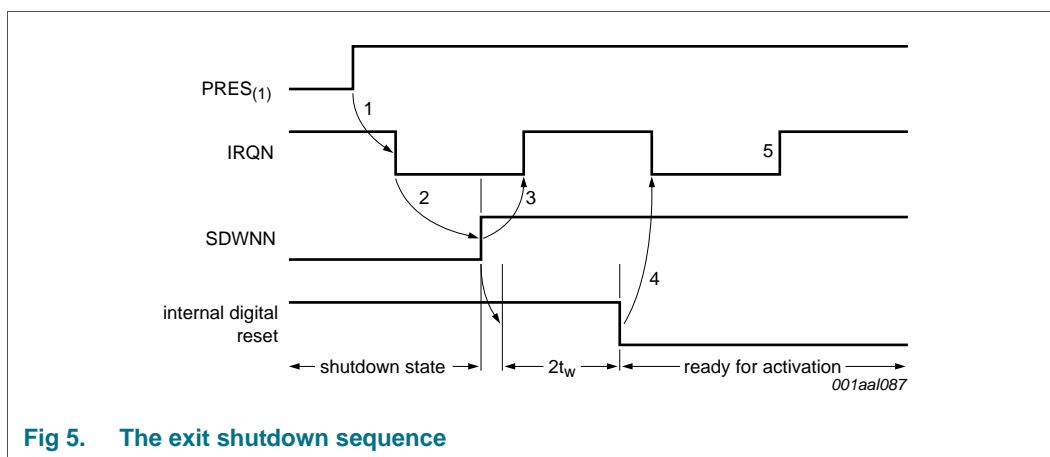 PRES(1)
1
IRQN
5
2
3
SDWNN
4
internal digital
reset
shutdown state
2tw
ready for activation
001aal087
Fig 5. The exit shutdown sequence